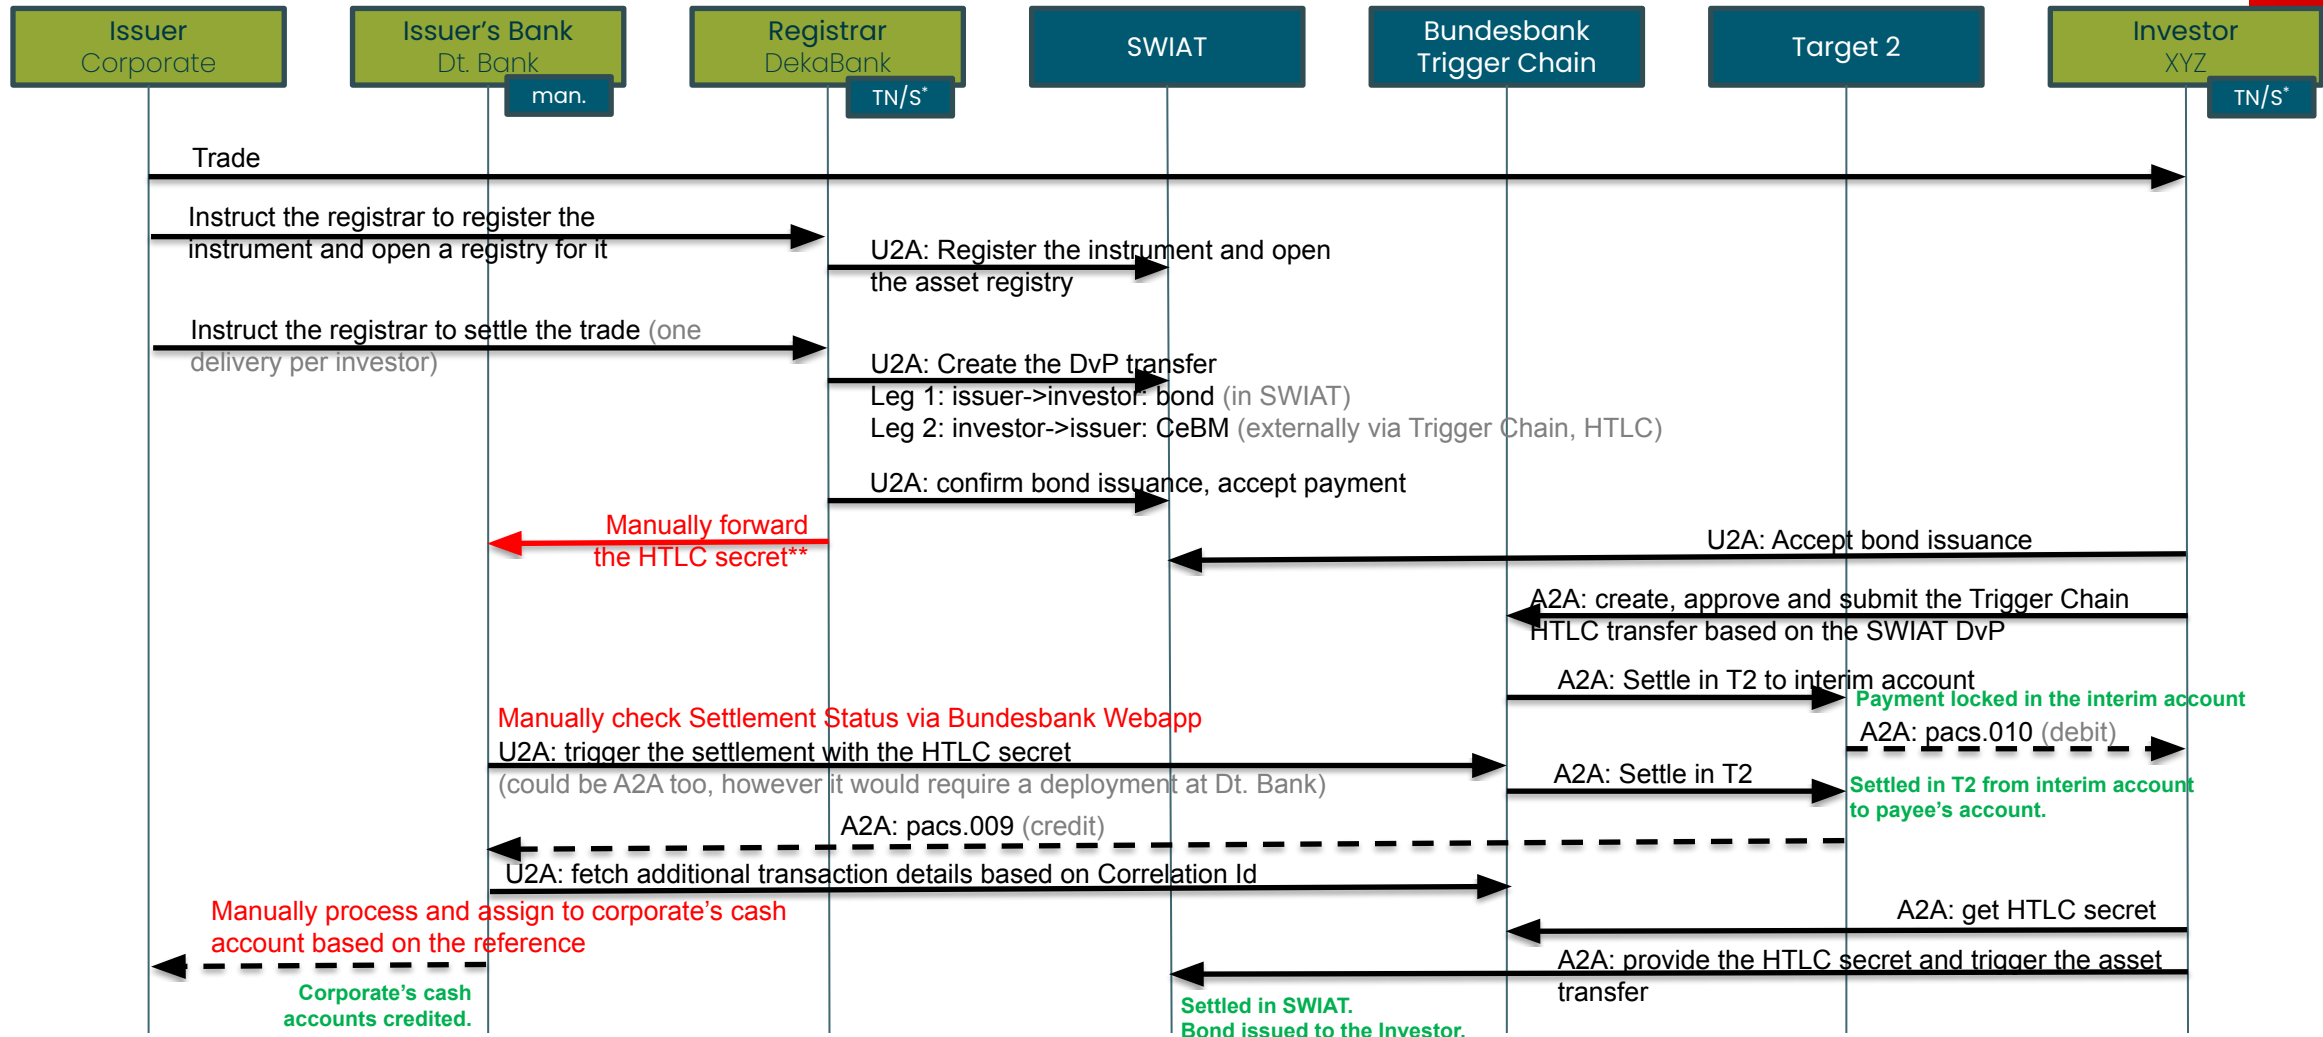 Issuer
Corporate
Issuer's Bank
Dt. Bank
man.
Registrar
DekaBank
TN/S*
SWIAT
Bundesbank
Trigger Chain
Target 2
Investor
XYZ
TN/S*
Trade
Instruct the registrar to register the
instrument and open a registry for it
U2A: Register the instrument and open
the asset registry
Instruct the registrar to settle the trade (one
delivery per investor)
U2A: Create the DvP transfer
Leg 1: issuer->investor: bond (in SWIAT)
Leg 2: investor->issuer: CeBM (externally via Trigger Chain, HTLC)
U2A: confirm bond issuance, accept payment
Manually forward
the HTLC secret**
U2A: Accept bond issuance
A2A: create, approve and submit the Trigger Chain
HTLC transfer based on the SWIAT DvP
A2A: Settle in T2 to interim account
Payment locked in the interim account
Manually check Settlement Status via Bundesbank Webapp
A2A: pacs.010 (debit)
U2A: trigger the settlement with the HTLC secret
(could be A2A too, however it would require a deployment at Dt. Bank)
A2A: Settle in T2
Settled in T2 from interim account
to payee's account.
A2A: pacs.009 (credit)
U2A: fetch additional transaction details based on Correlation Id
Manually process and assign to corporate's cash
account based on the reference
A2A: get HTLC secret
A2A: provide the HTLC secret and trigger the asset
transfer
Corporate's cash
accounts credited.
Settled in SWIAT.
Bond issued to the Investor.